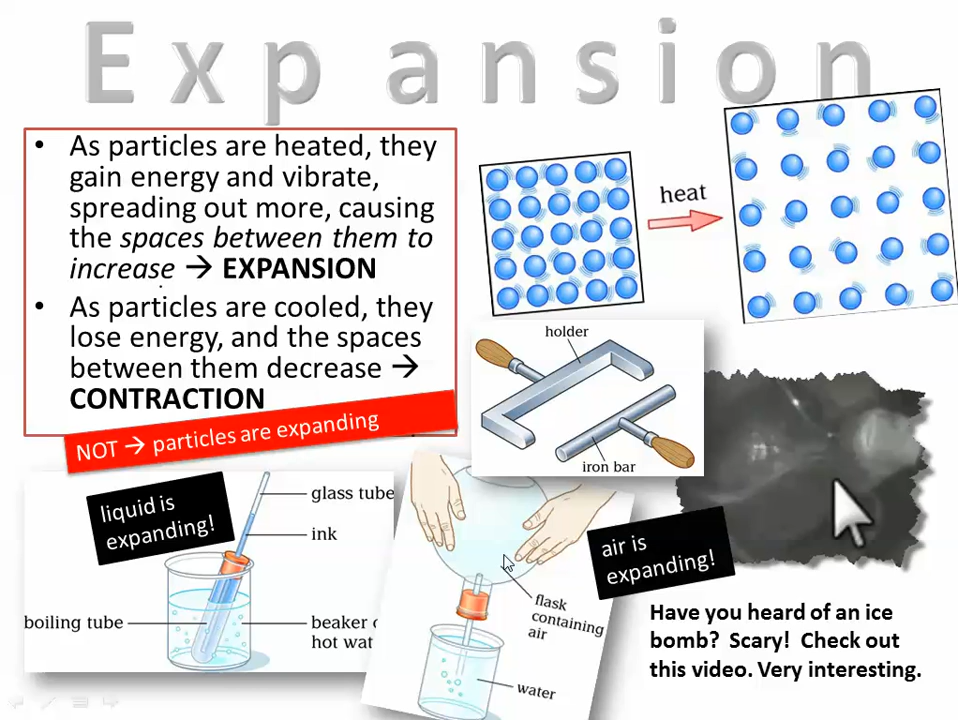 Expansion
• As particles are heated, they
gain energy and vibrate,
spreading out more, causing
the spaces between them to
increase → EXPANSION
• As particles are cooled, they
lose energy, and the spaces
between them decrease →
CONTRACTION
NOT → particles are expanding
heat
holder
iron bar
liquid is
expanding!
glass tube
ink
boiling tube
beaker o
hot wat
air is
expanding!
flask
containing
air
water
Have you heard of an ice
bomb? Scary! Check out
this video. Very interesting.